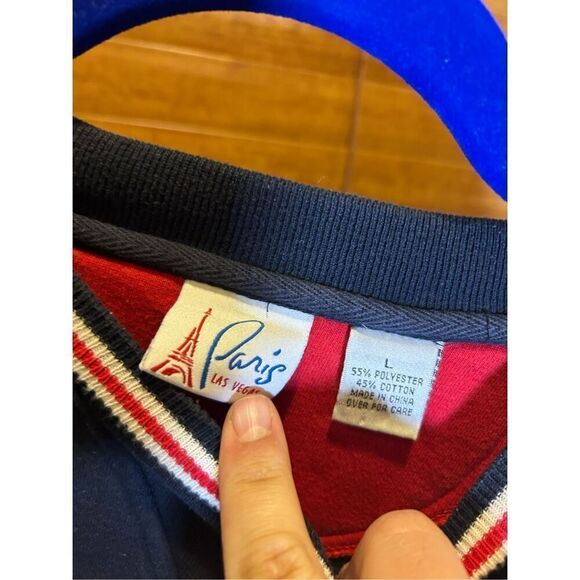 Paris
LAS VEGAS
L
55% POLYESTER
45% COTTON
MADE IN CHINA
OVER FOR CARE